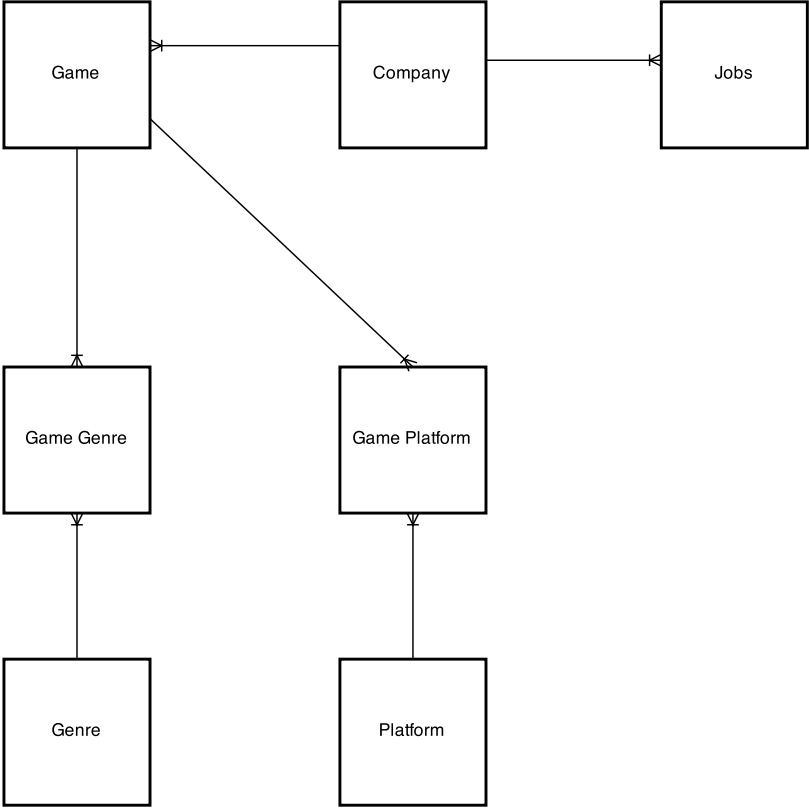 Game
Company
Jobs
Game Genre
Game Platform
Genre
Platform